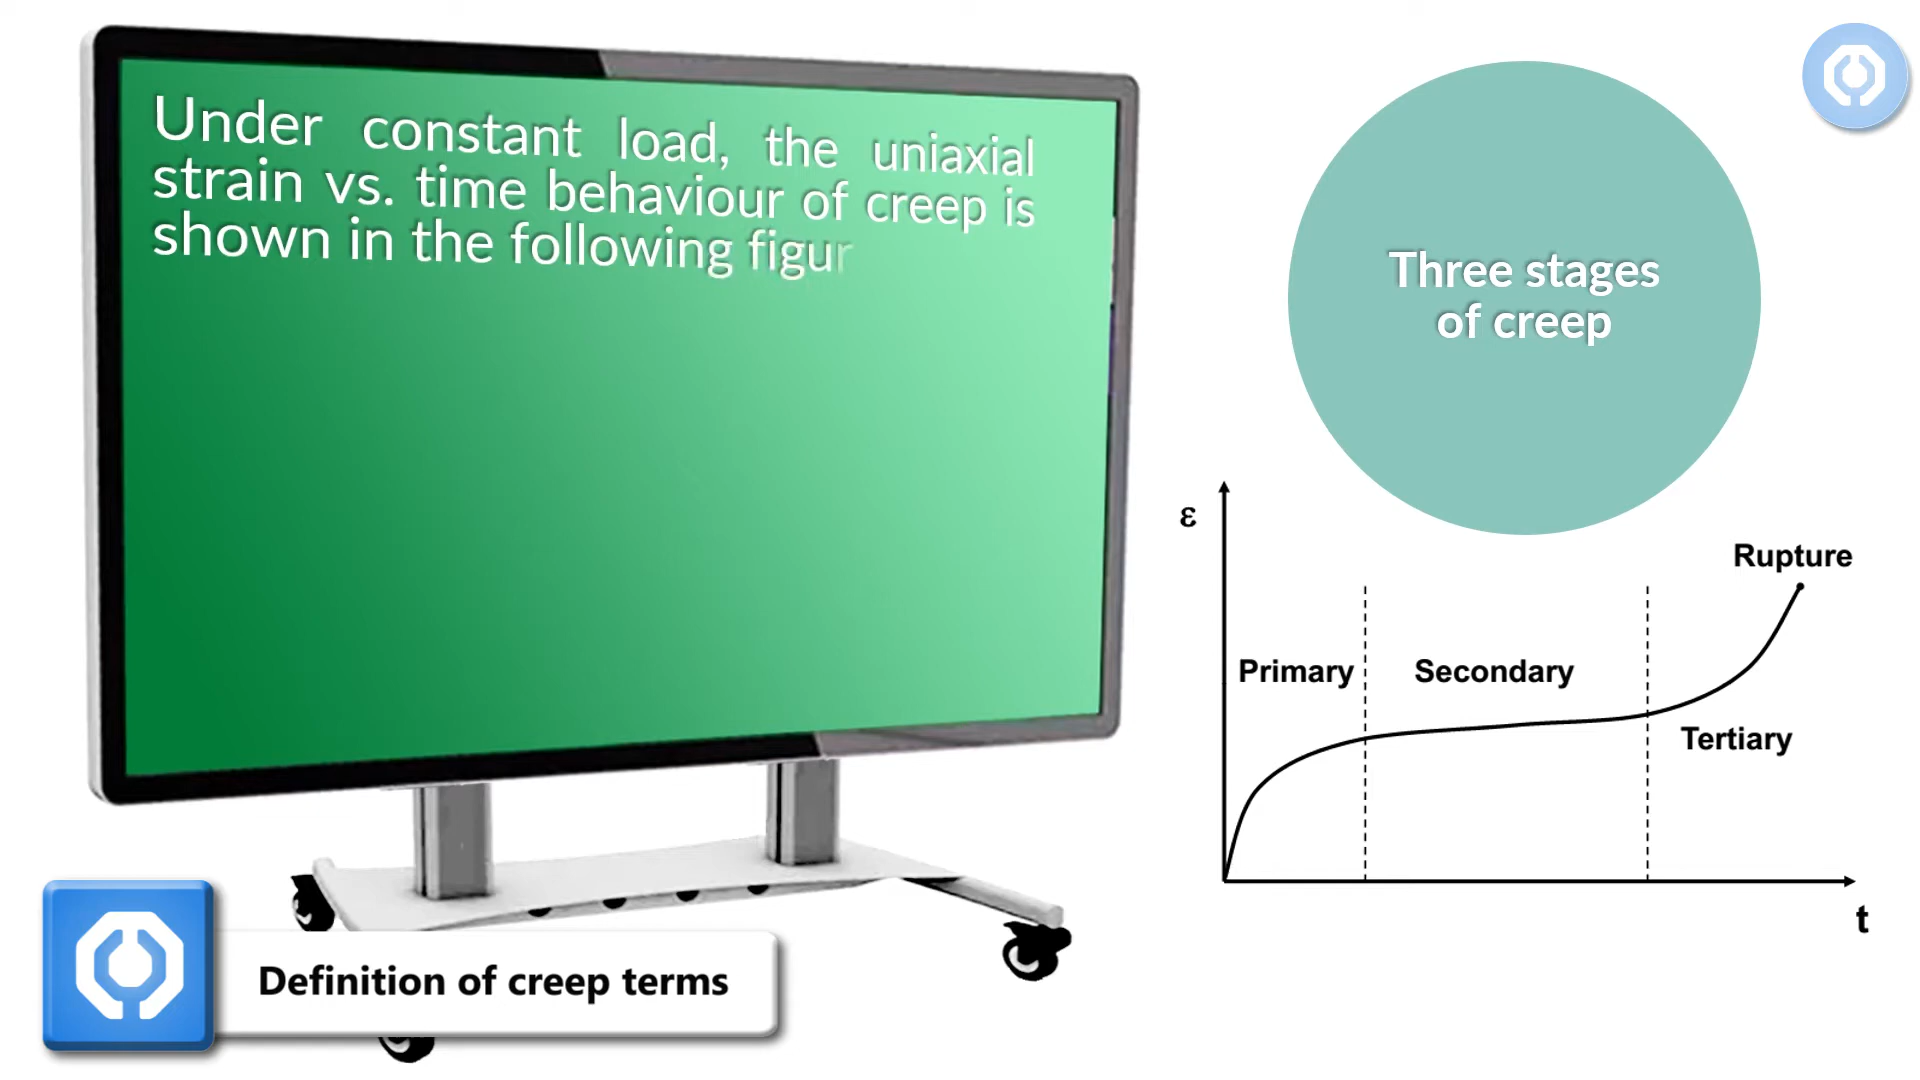 Under constant load, the uniaxial
strain vs. time behaviour of creep is
shown in the following figur
Three stages
of creep
ε
Rupture
Primary
Secondary
Tertiary
t
Definition of creep terms